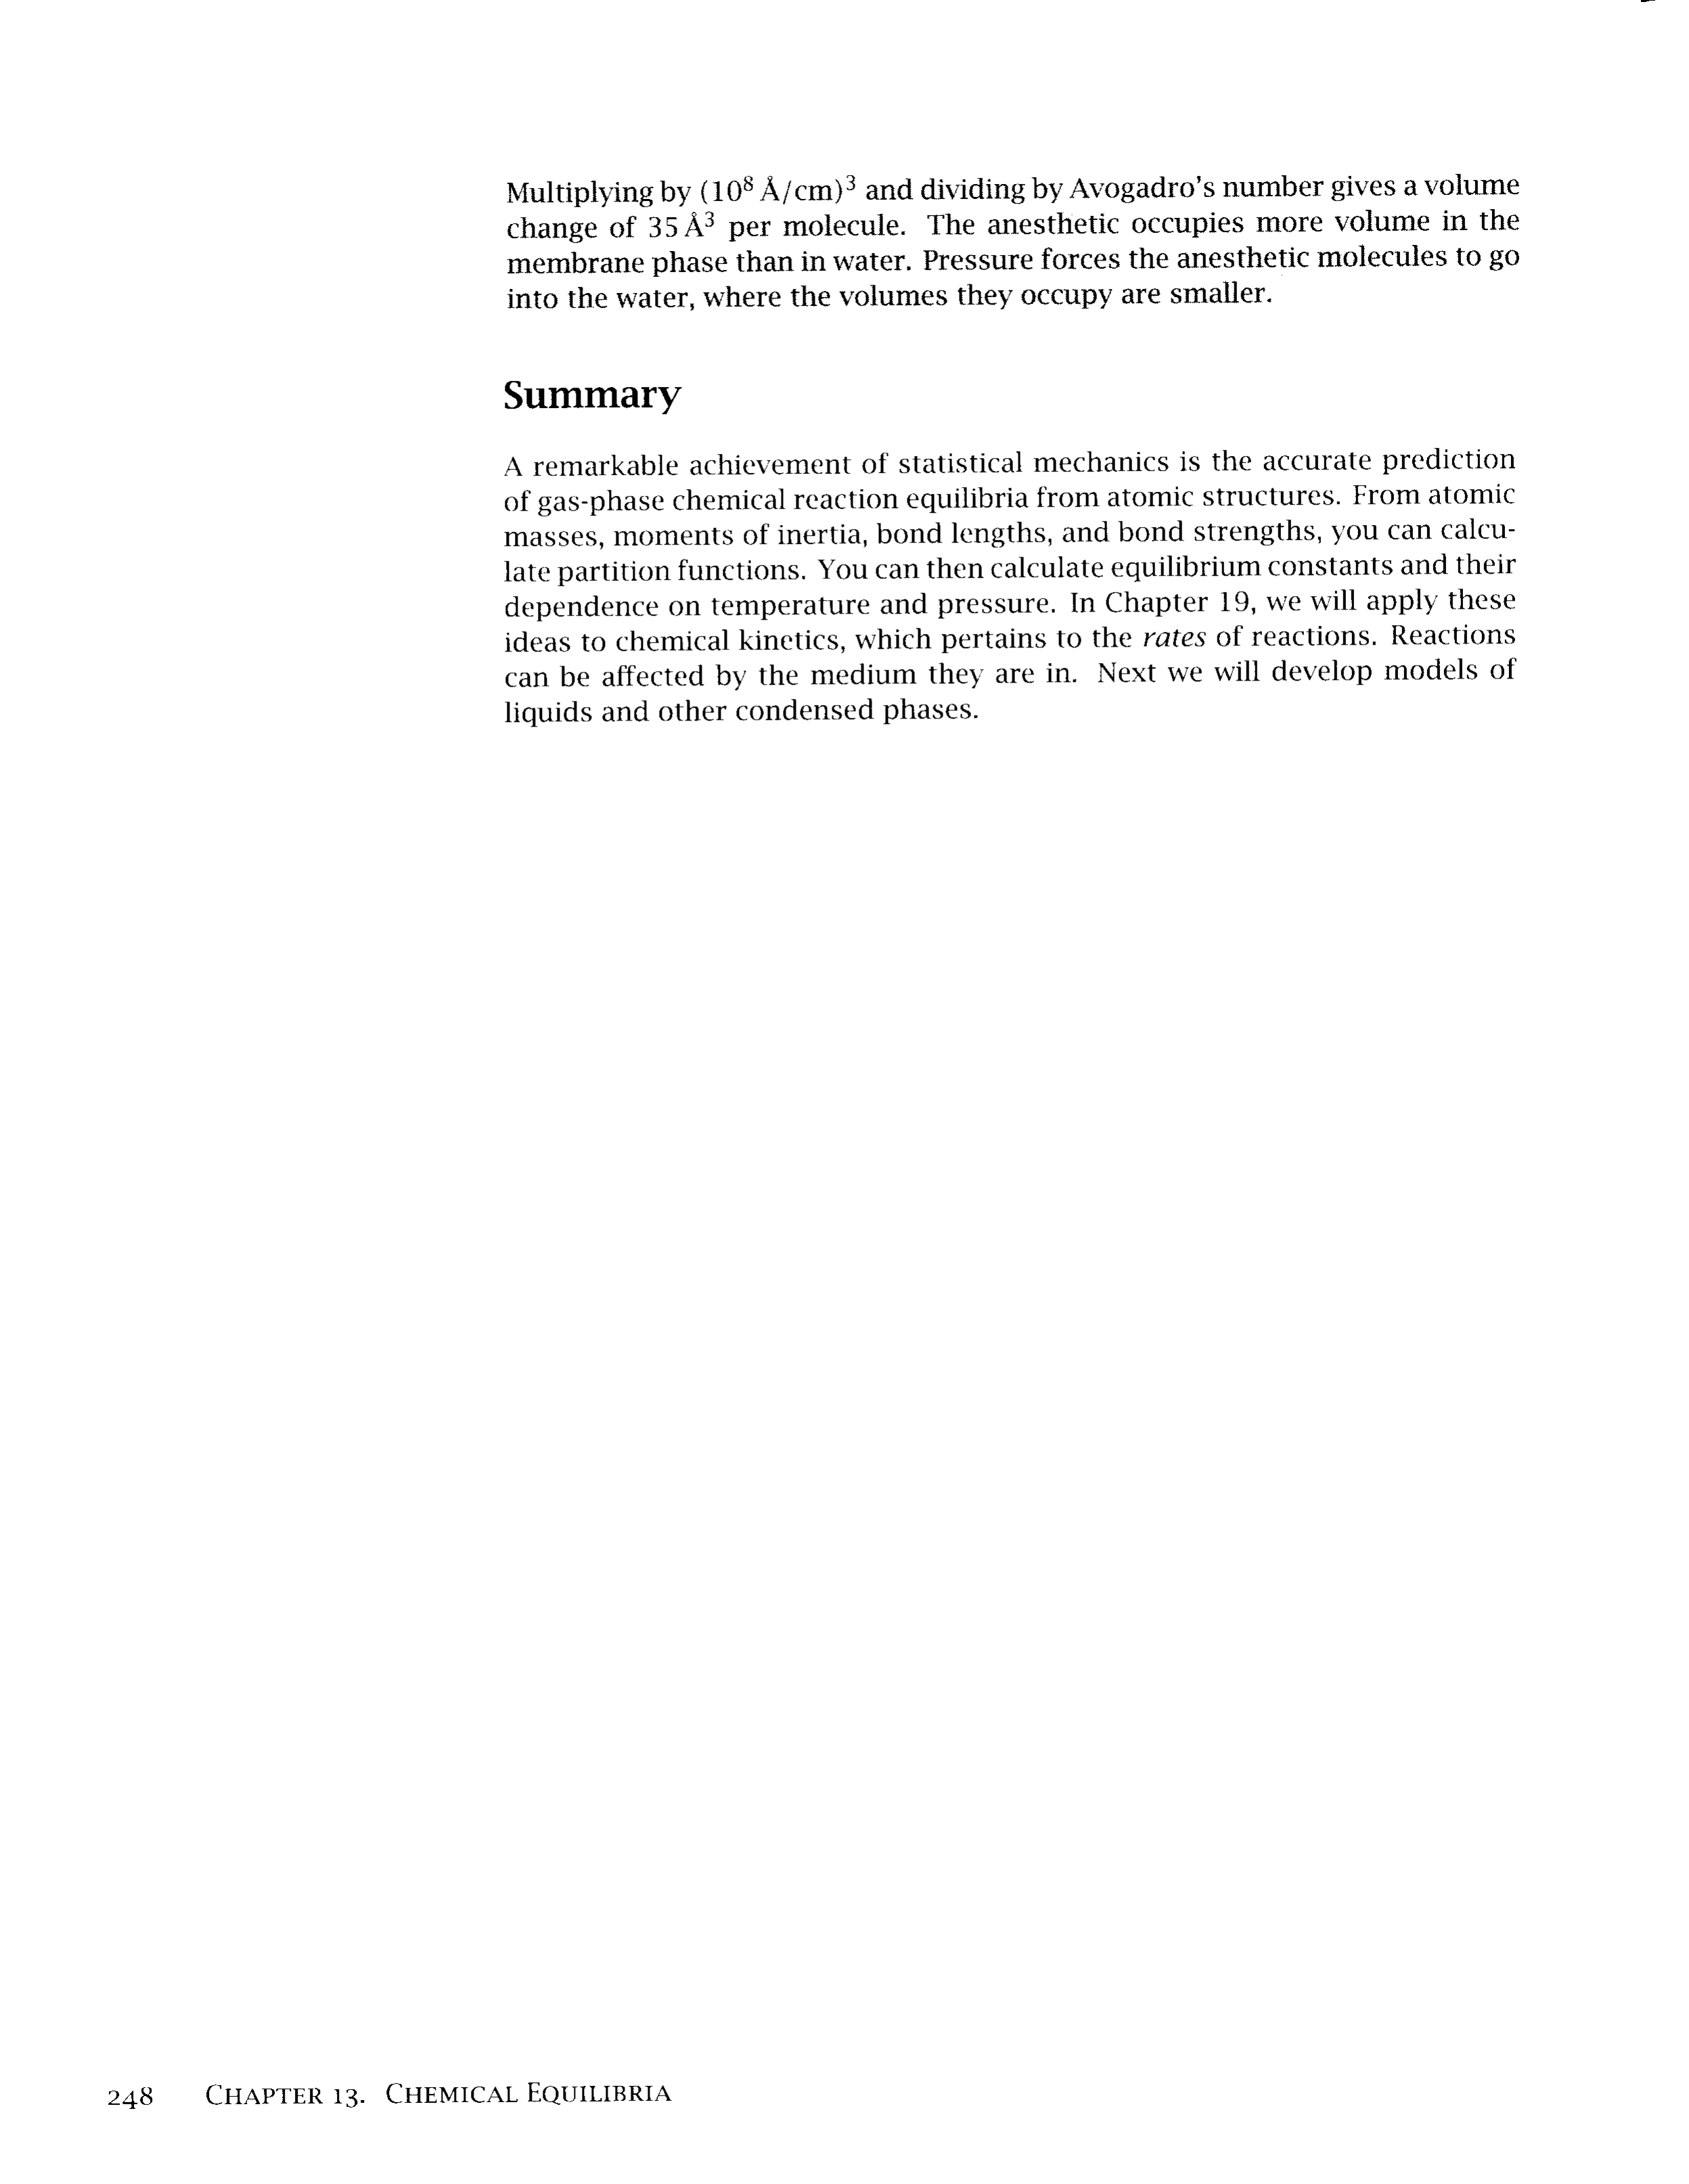 Multiplying by (10⁸ Å/cm)³ and dividing by Avogadro's number gives a volume
change of 35 Å³ per molecule. The anesthetic occupies more volume in the
membrane phase than in water. Pressure forces the anesthetic molecules to go
into the water, where the volumes they occupy are smaller.
Summary
A remarkable achievement of statistical mechanics is the accurate prediction
of gas-phase chemical reaction equilibria from atomic structures. From atomic
masses, moments of inertia, bond lengths, and bond strengths, you can calcu-
late partition functions. You can then calculate equilibrium constants and their
dependence on temperature and pressure. In Chapter 19, we will apply these
ideas to chemical kinetics, which pertains to the rates of reactions. Reactions
can be affected by the medium they are in. Next we will develop models of
liquids and other condensed phases.
248 CHAPTER 13. CHEMICAL EQUILIBRIA